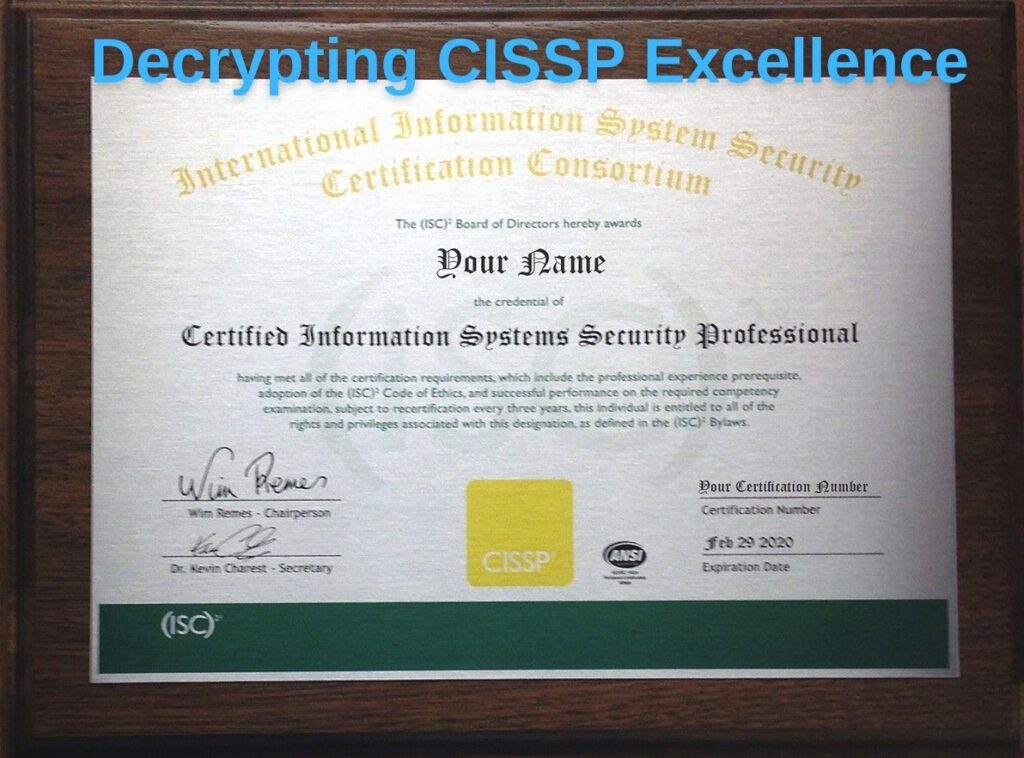 Decrypting CISSP Excellence
International Information System Security
Certification Consortium
The (ISC)² Board of Directors hereby awards
Your Name
the credential of
Certified Information Systems Security Professional
having met all of the certification requirements, which include the professional experience prerequisite,
adoption of the (ISC)² Code of Ethics, and successful performance on the required competency
examination, subject to recertification every three years, this individual is entitled to all of the
rights and privileges associated with this designation, as defined in the (ISC)² Bylaws.
Wim Remes
Wim Remes - Chairperson
Dr. Kevin Charest - Secretary
CISSP®
ANSI
Your Certification Number
Certification Number
Feb 29 2020
Expiration Date
(ISC)²